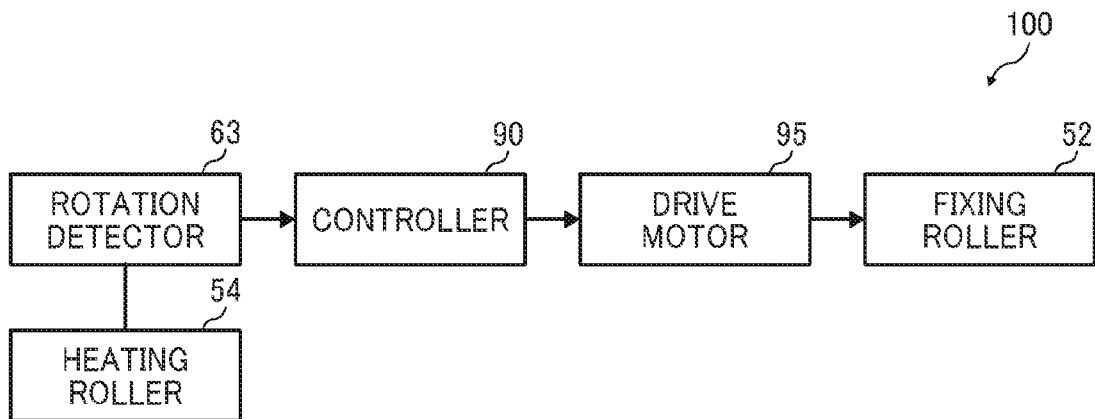 100
63
90
95
52
ROTATION
DETECTOR
CONTROLLER
DRIVE
MOTOR
FIXING
ROLLER
54
HEATING
ROLLER